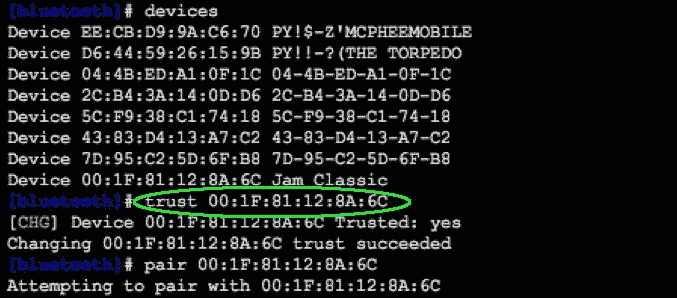 [bluetooth]# devices
Device EE:CB:D9:9A:C6:70 PY!$-Z'MCPHEEMOBILE
Device D6:44:59:26:15:9B PY!!-?(THE TORPEDO
Device 04:4B:ED:A1:0F:1C 04-4B-ED-A1-0F-1C
Device 2C:B4:3A:14:0D:D6 2C-B4-3A-14-0D-D6
Device 5C:F9:38:C1:74:18 5C-F9-38-C1-74-18
Device 43:83:D4:13:A7:C2 43-83-D4-13-A7-C2
Device 7D:95:C2:5D:6F:B8 7D-95-C2-5D-6F-B8
Device 00:1F:81:12:8A:6C Jam Classic
[bluetooth]# trust 00:1F:81:12:8A:6C
[CHG] Device 00:1F:81:12:8A:6C Trusted: yes
Changing 00:1F:81:12:8A:6C trust succeeded
[bluetooth]# pair 00:1F:81:12:8A:6C
Attempting to pair with 00:1F:81:12:8A:6C